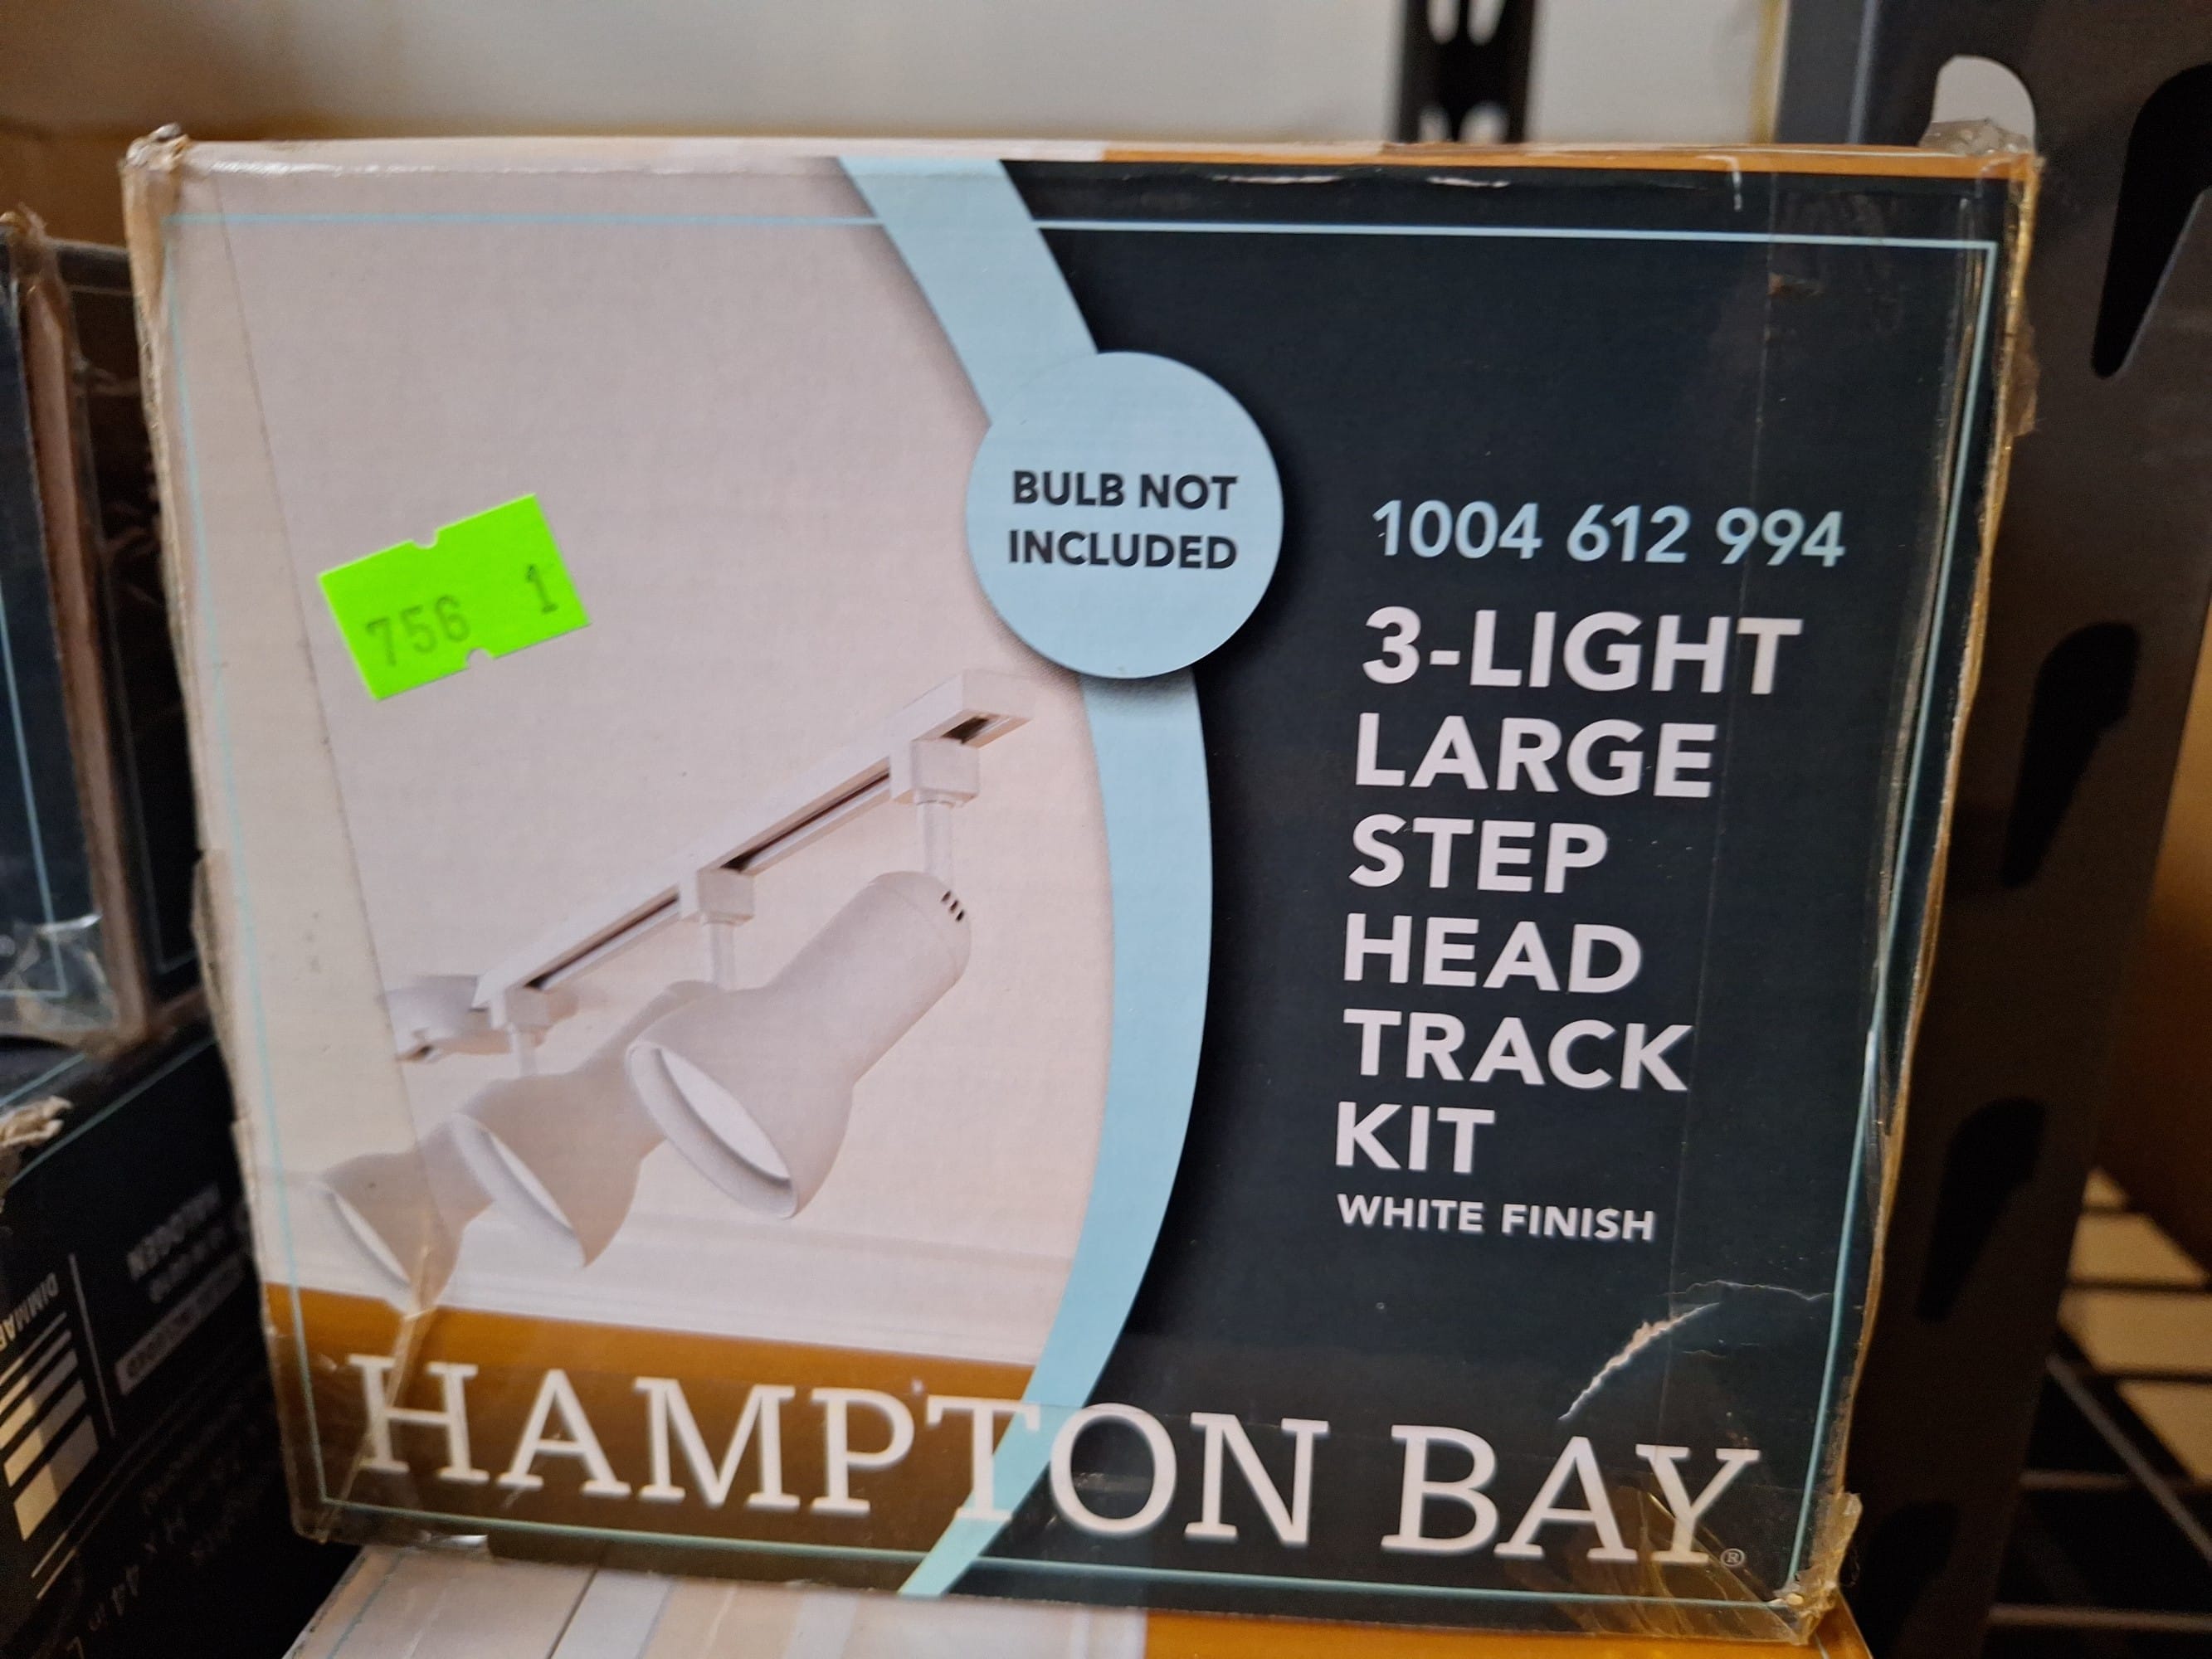 BULB NOT
INCLUDED
756 1
1004 612 994
3-LIGHT
LARGE
STEP
HEAD
TRACK
KIT
WHITE FINISH
HAMPTON BAY®
HALOGEN